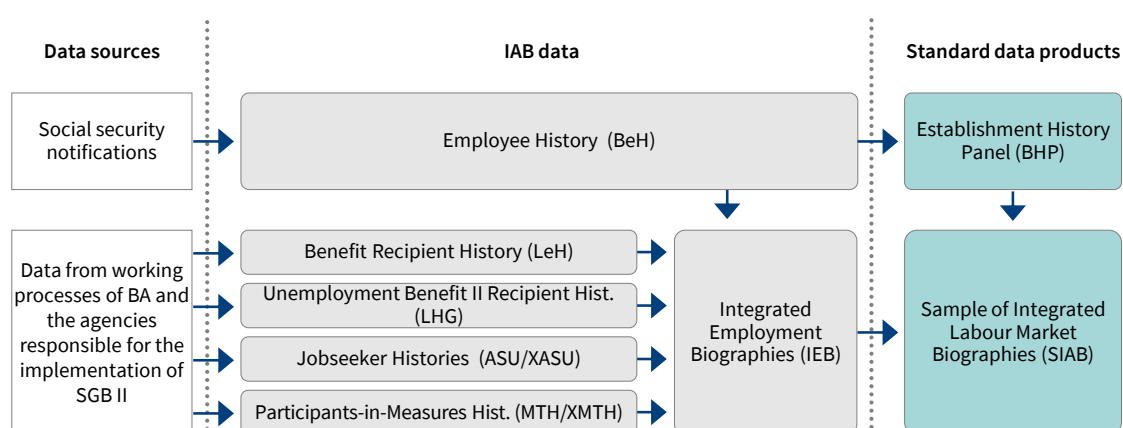 Data sources
IAB data
Standard data products
Social security
notifications
Employee History (BeH)
Establishment History
Panel (BHP)
Data from working
processes of BA and
the agencies
responsible for the
implementation of
SGB II
Benefit Recipient History (LeH)
Unemployment Benefit II Recipient Hist.
(LHG)
Jobseeker Histories (ASU/XASU)
Participants-in-Measures Hist. (MTH/XMTH)
Integrated
Employment
Biographies (IEB)
Sample of Integrated
Labour Market
Biographies (SIAB)